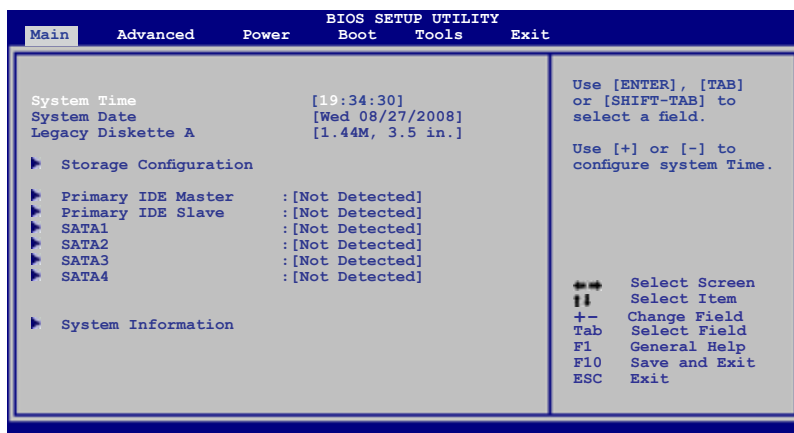 BIOS SETUP UTILITY
Main Advanced Power Boot Tools Exit
System Time [19:34:30]
System Date [Wed 08/27/2008]
Legacy Diskette A [1.44M, 3.5 in.]
Storage Configuration
Primary IDE Master :[Not Detected]
Primary IDE Slave :[Not Detected]
SATA1 :[Not Detected]
SATA2 :[Not Detected]
SATA3 :[Not Detected]
SATA4 :[Not Detected]
System Information
Use [ENTER], [TAB]
or [SHIFT-TAB] to
select a field.
Use [+] or [-] to
configure system Time.
Select Screen
Select Item
+- Change Field
Tab Select Field
F1 General Help
F10 Save and Exit
ESC Exit